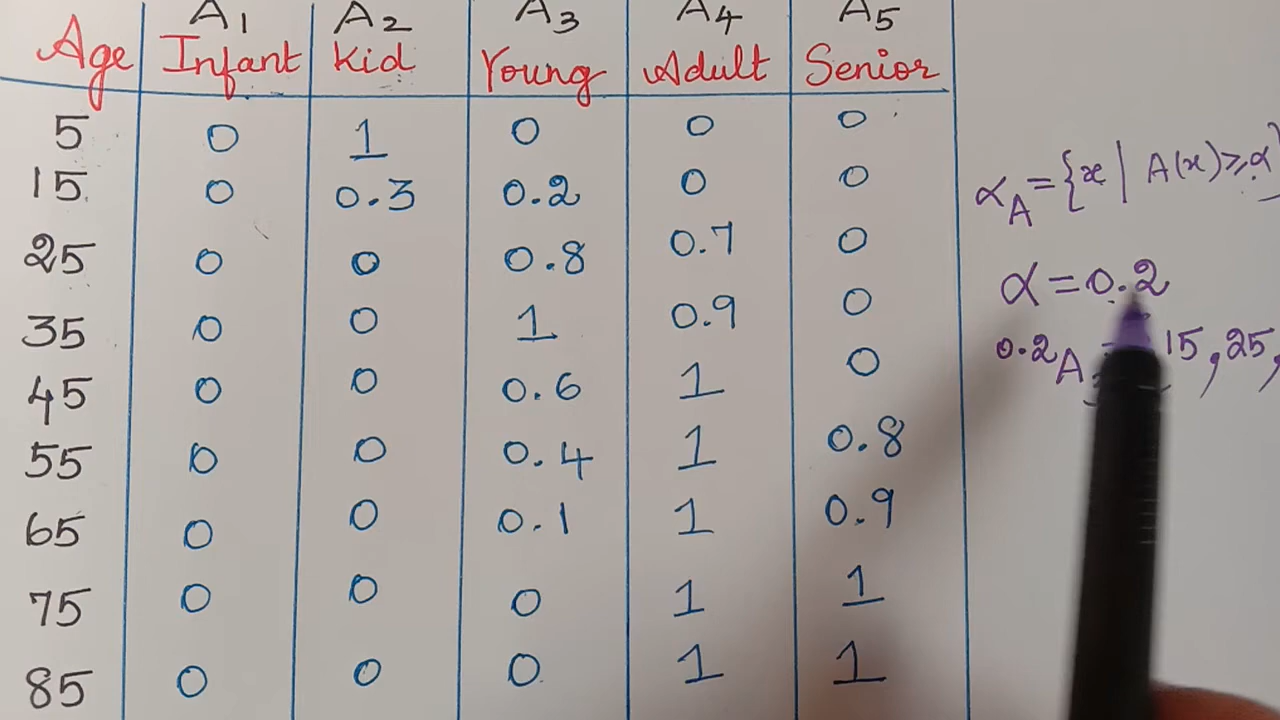 A1 A2 A3 A4 A5
Age Infant Kid Young Adult Senior
5 0 1 0 0 0
15 0 0.3 0.2 0 0
25 0 0 0.8 0.7 0
35 0 0 1 0.9 0
45 0 0 0.6 1 0
55 0 0 0.4 1 0.8
65 0 0 0.1 1 0.9
75 0 0 0 1 1
85 0 0 0 1 1
αA = {x | A(x) ≥ α}
α = 0.2
0.2A 15, 25,